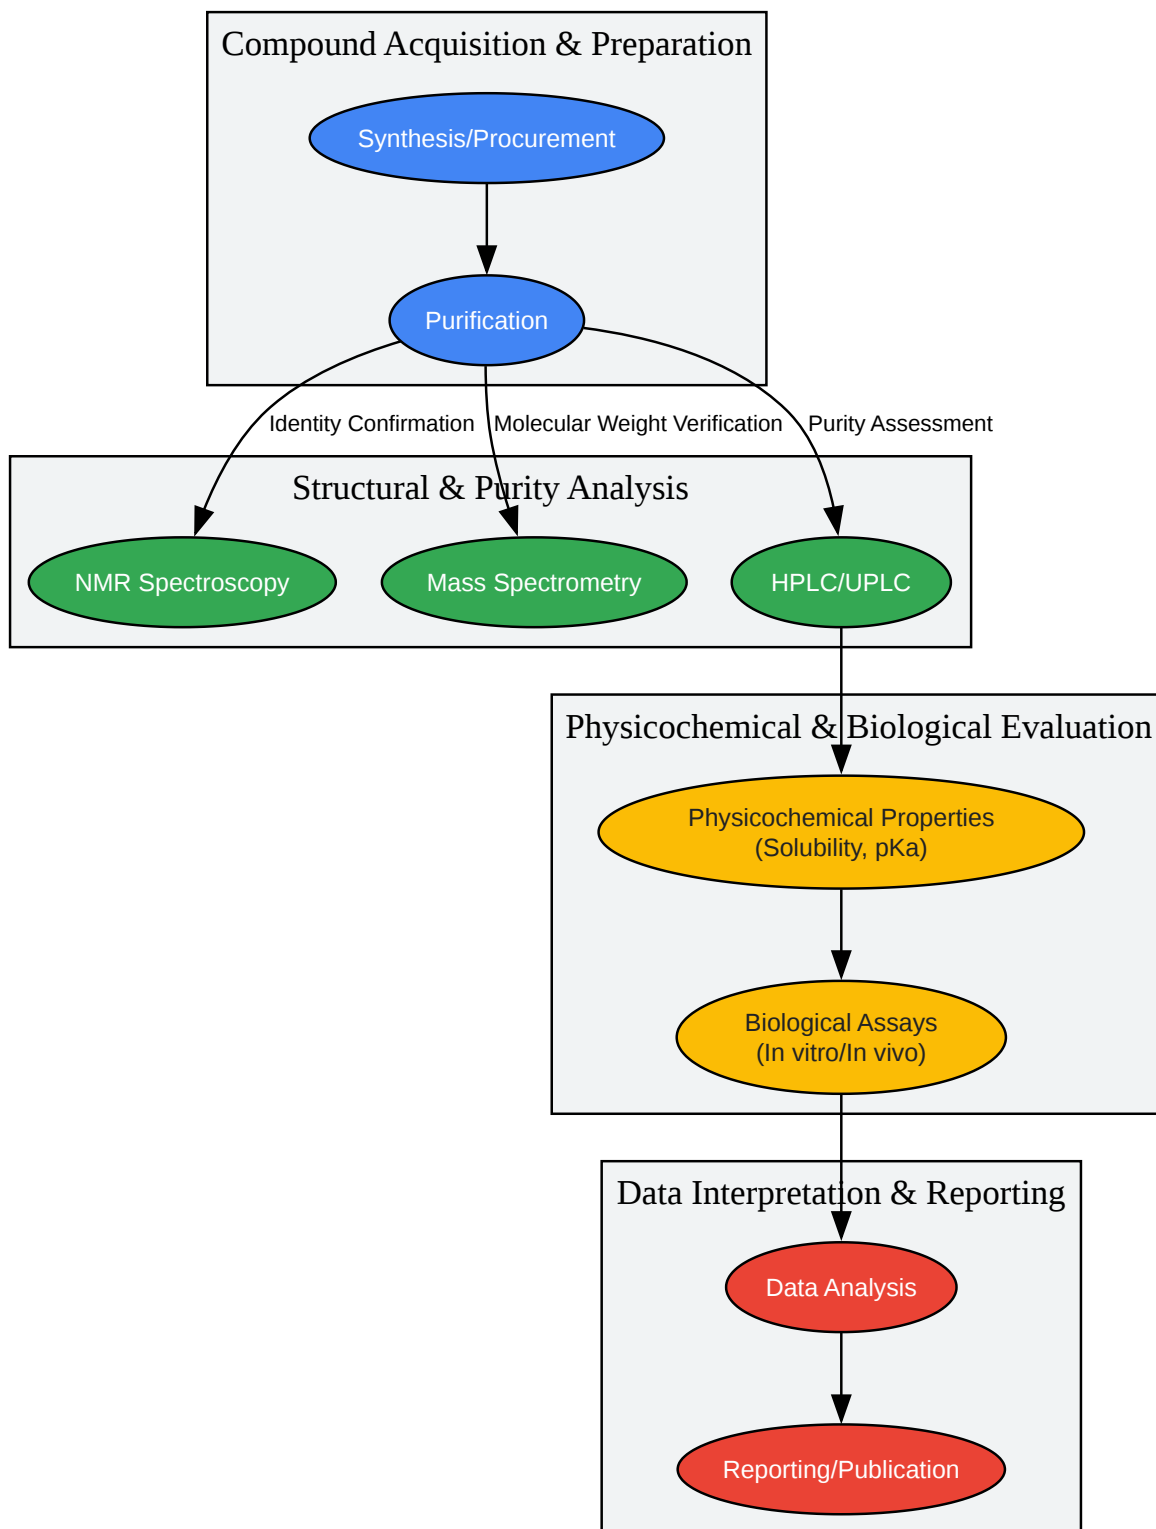 Compound Acquisition & Preparation
Synthesis/Procurement
Purification
Identity Confirmation
Molecular Weight Verification
Purity Assessment
Structural & Purity Analysis
NMR Spectroscopy
Mass Spectrometry
HPLC/UPLC
Physicochemical & Biological Evaluation
Physicochemical Properties
(Solubility, pKa)
Biological Assays
(In vitro/In vivo)
Data Interpretation & Reporting
Data Analysis
Reporting/Publication